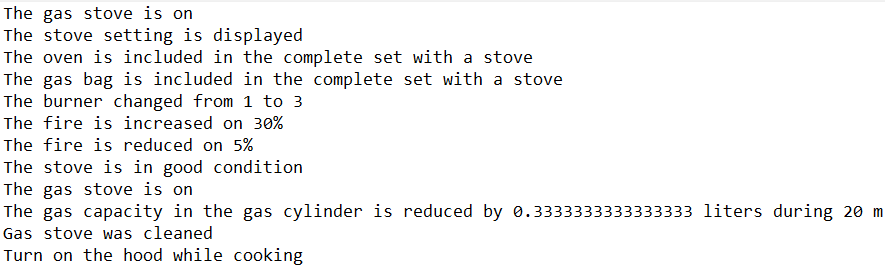 The gas stove is on
The stove setting is displayed
The oven is included in the complete set with a stove
The gas bag is included in the complete set with a stove
The burner changed from 1 to 3
The fire is increased on 30%
The fire is reduced on 5%
The stove is in good condition
The gas stove is on
The gas capacity in the gas cylinder is reduced by 0.3333333333333333 liters during 20 m
Gas stove was cleaned
Turn on the hood while cooking